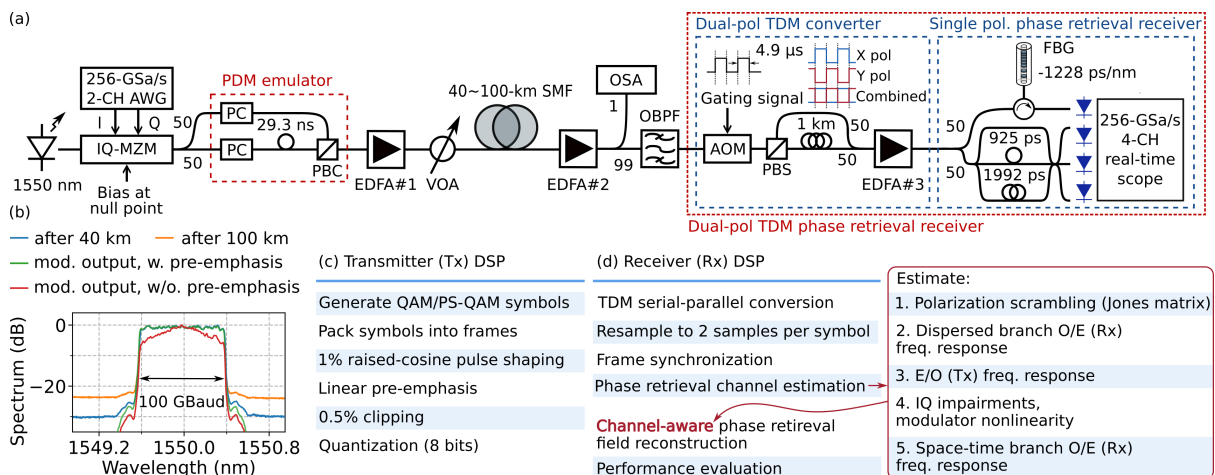 (a)
Dual-pol TDM converter
Single pol. phase retrieval receiver
256-GSa/s
2-CH AWG
I
Q
IQ-MZM
1550 nm
Bias at
null point
50
50
PDM emulator
PC
PC
29.3 ns
PBC
EDFA#1
VOA
40~100-km SMF
EDFA#2
OSA
1
99
OBPF
4.9 µs
X pol
Y pol
Combined
Gating signal
AOM
PBS
1 km
50
50
EDFA#3
FBG
-1228 ps/nm
50
50
925 ps
1992 ps
256-GSa/s
4-CH
real-time
scope
Dual-pol TDM phase retrieval receiver
(b)
after 40 km
after 100 km
mod. output, w. pre-emphasis
mod. output, w/o. pre-emphasis
Spectrum (dB)
0
−20
100 GBaud
1549.2
1550.0
1550.8
Wavelength (nm)
(c) Transmitter (Tx) DSP
Generate QAM/PS-QAM symbols
Pack symbols into frames
1% raised-cosine pulse shaping
Linear pre-emphasis
0.5% clipping
Quantization (8 bits)
(d) Receiver (Rx) DSP
TDM serial-parallel conversion
Resample to 2 samples per symbol
Frame synchronization
Phase retrieval channel estimation
Channel-aware phase retireval
field reconstruction
Performance evaluation
Estimate:
1. Polarization scrambling (Jones matrix)
2. Dispersed branch O/E (Rx)
freq. response
3. E/O (Tx) freq. response
4. IQ impairments,
modulator nonlinearity
5. Space-time branch O/E (Rx)
freq. response